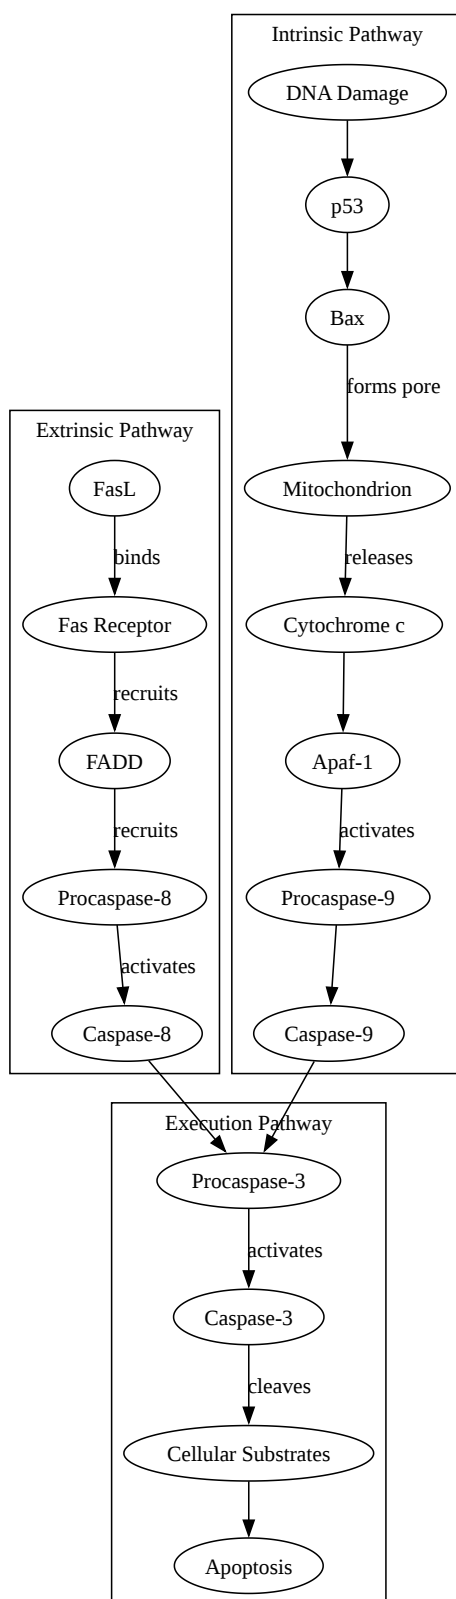 Intrinsic Pathway
DNA Damage
p53
Bax
forms pore
Mitochondrion
releases
Cytochrome c
Apaf-1
activates
Procaspase-9
Caspase-9
Extrinsic Pathway
FasL
binds
Fas Receptor
recruits
FADD
recruits
Procaspase-8
activates
Caspase-8
Execution Pathway
Procaspase-3
activates
Caspase-3
cleaves
Cellular Substrates
Apoptosis